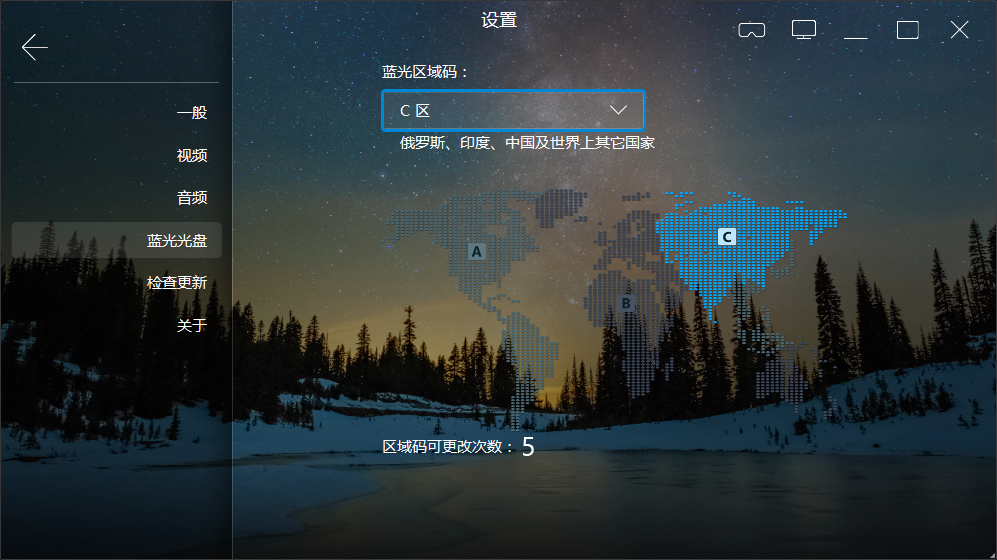 设置
一般
视频
音频
蓝光光盘
检查更新
关于
蓝光区域码：
C 区
俄罗斯、印度、中国及世界上其它国家
A
B
C
区域码可更改次数： 5